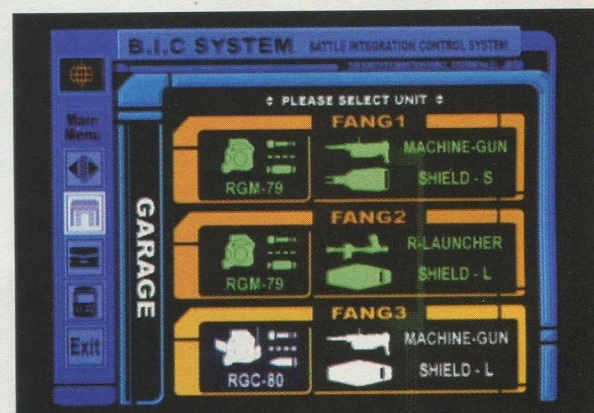 B.I.C SYSTEM BATTLE INTEGRATION CONTROL SYSTEM
Main
Menu
Exit
GARAGE
PLEASE SELECT UNIT
FANG1
RGM-79
MACHINE-GUN
SHIELD - S
FANG2
RGM-79
R-LAUNCHER
SHIELD - L
FANG3
RGC-80
MACHINE-GUN
SHIELD - L